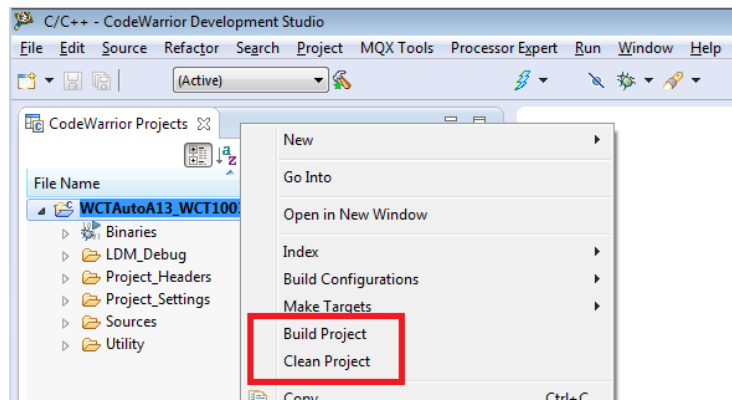 C/C++ - CodeWarrior Development Studio
File Edit Source Refactor Search Project MQX Tools Processor Expert Run Window Help
(Active)
CodeWarrior Projects
New
Go Into
File Name
WCTAutoA13_WCT100
Open in New Window
Binaries
LDM_Debug
Index
Project_Headers
Build Configurations
Project_Settings
Make Targets
Sources
Build Project
Utility
Clean Project
Copy Ctrl+C